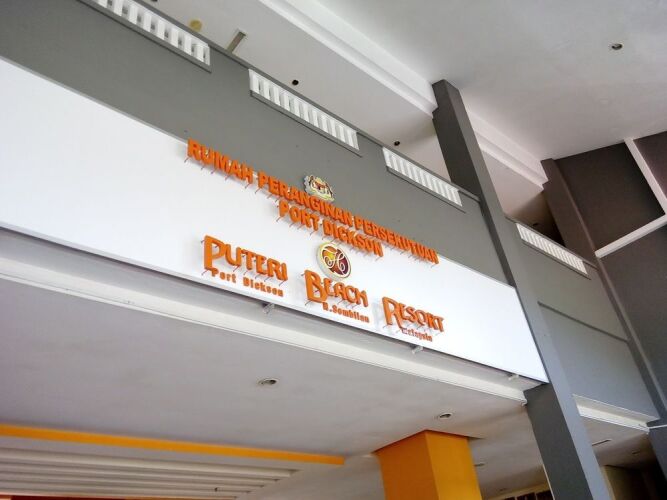 RUMAH PERANGINAN PERSEKUTUAN
PORT DICKSON
PUTERI BEACH RESORT
Port Dickson N.Sembilan Malaysia